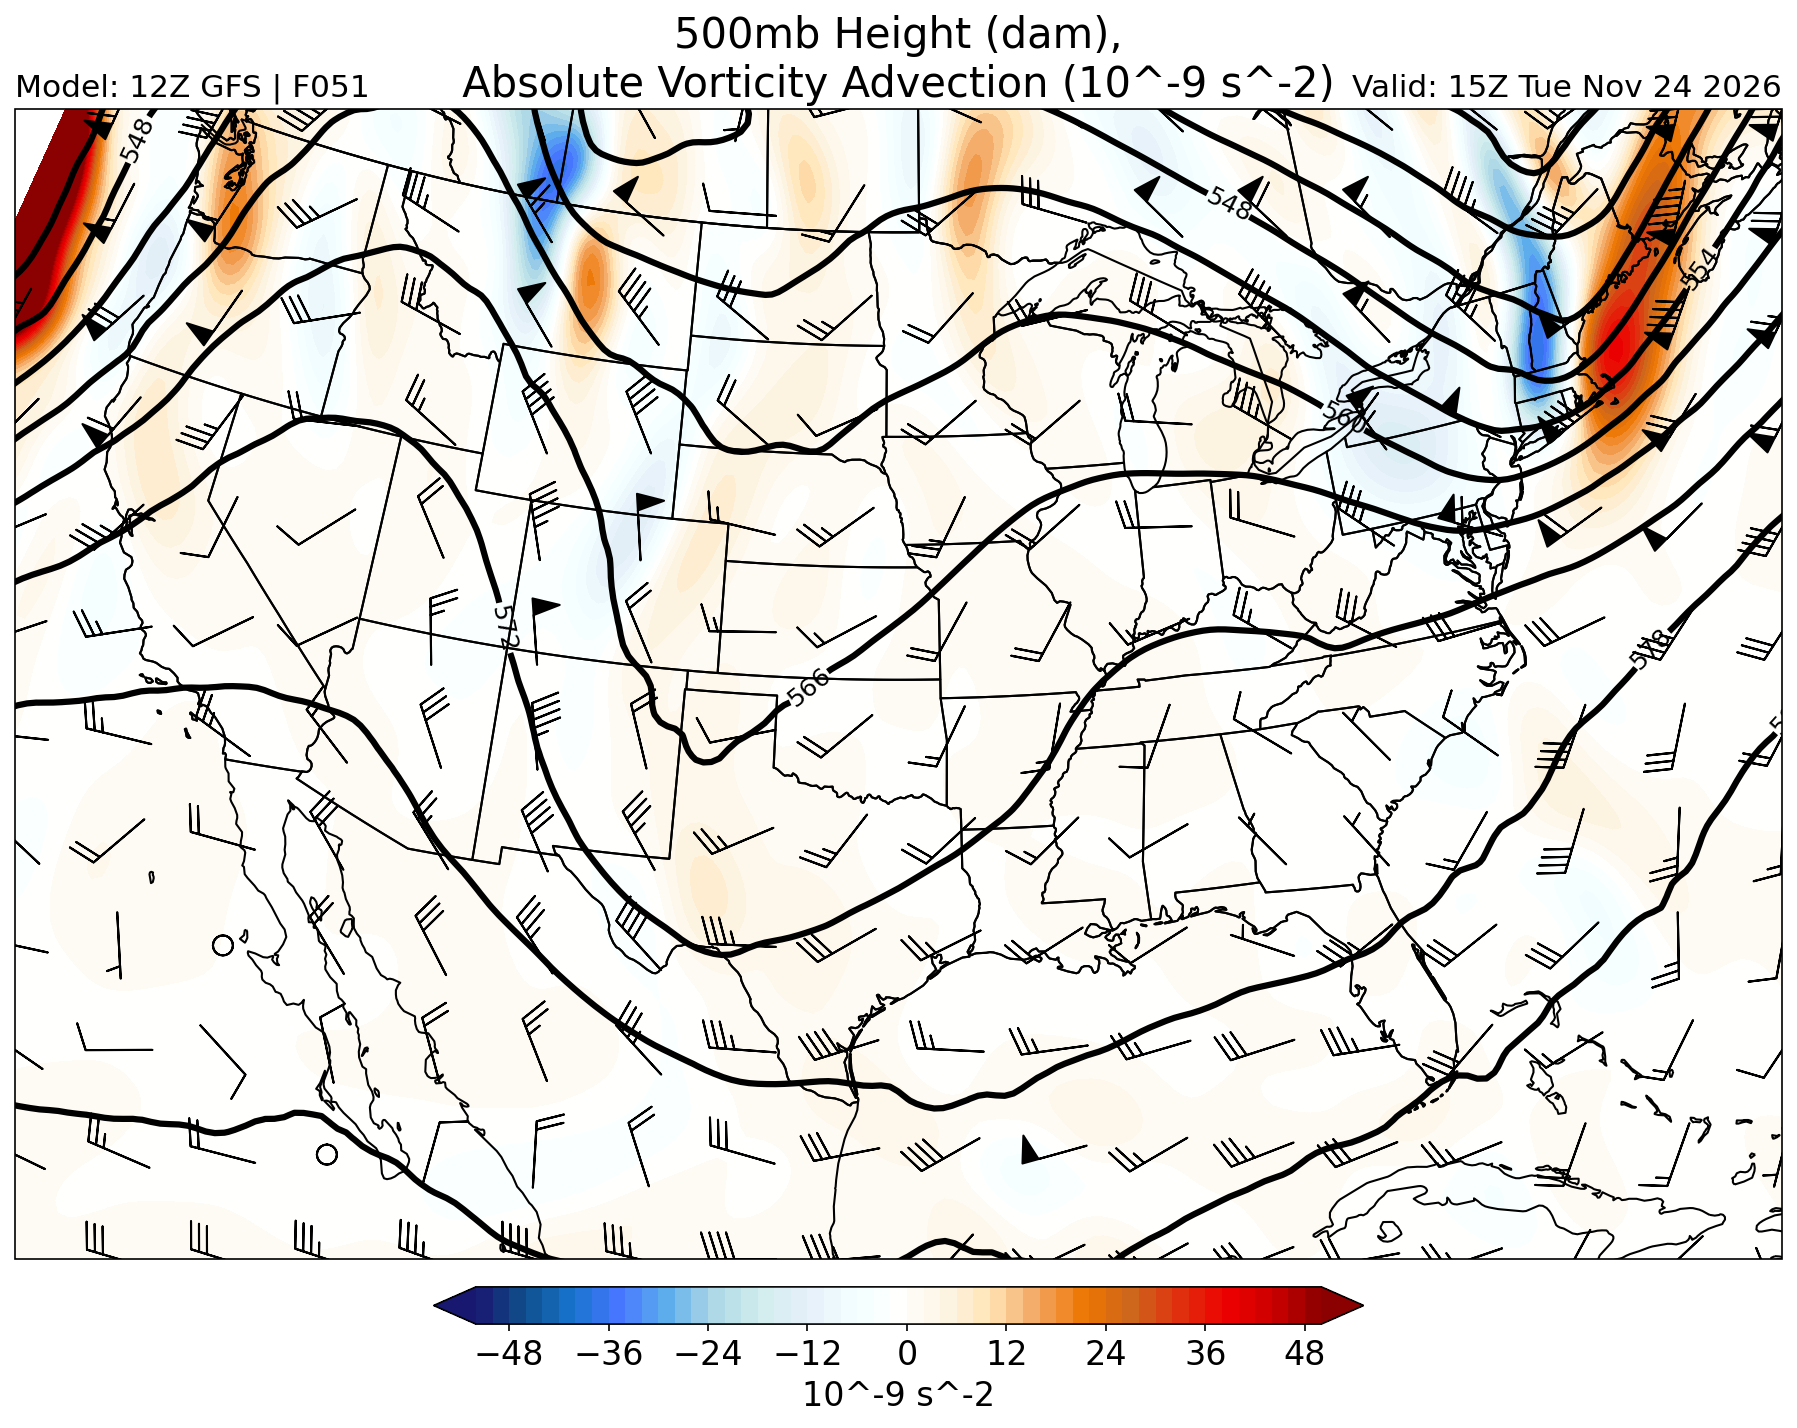 500mb Height (dam),
Model: 12Z GFS | F051
Absolute Vorticity Advection (10^-9 s^-2)
Valid: 15Z Tue Nov 24 2026
548
548
554
560
572
566
578
−48 −36 −24 −12 0 12 24 36 48
10^-9 s^-2